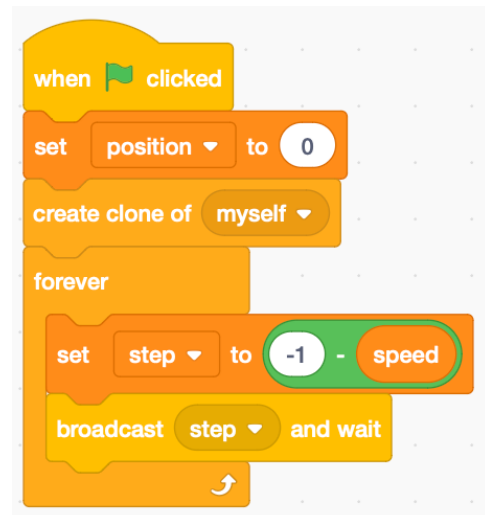 when clicked
set position to 0
create clone of myself
forever
set step to -1 - speed
broadcast step and wait